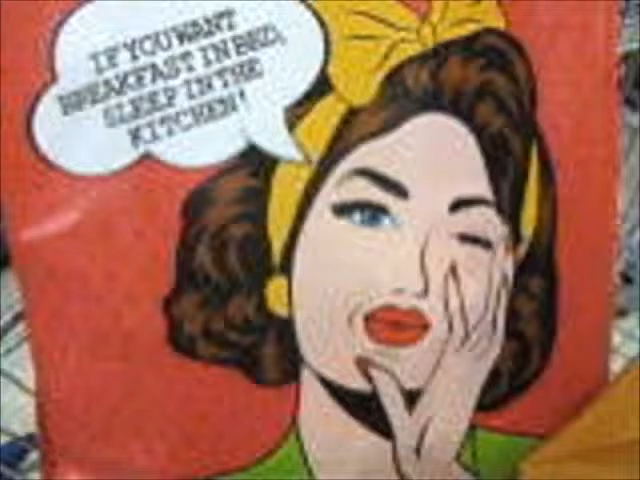 IF YOU WANT
BREAKFAST IN BED,
SLEEP IN THE
KITCHEN!